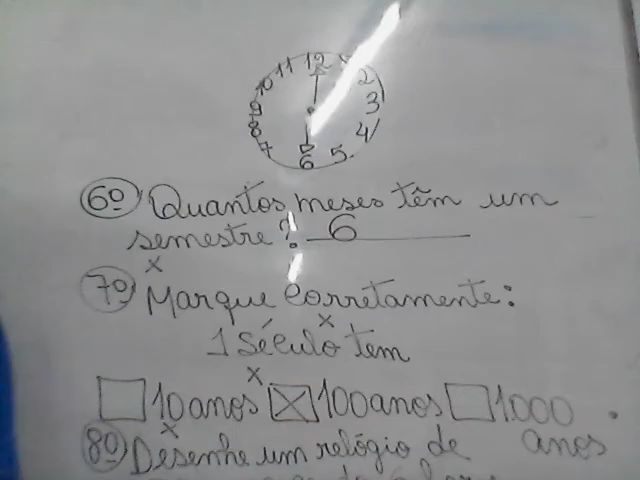 11 12 2
10 3
9 4
8 5
7 6
6º Quantos meses têm um
semestre? 6
x
7º Marque corretamente:
x
1 século tem
x
10 anos X 100 anos 1.000
x
8º Desenhe um relógio de anos